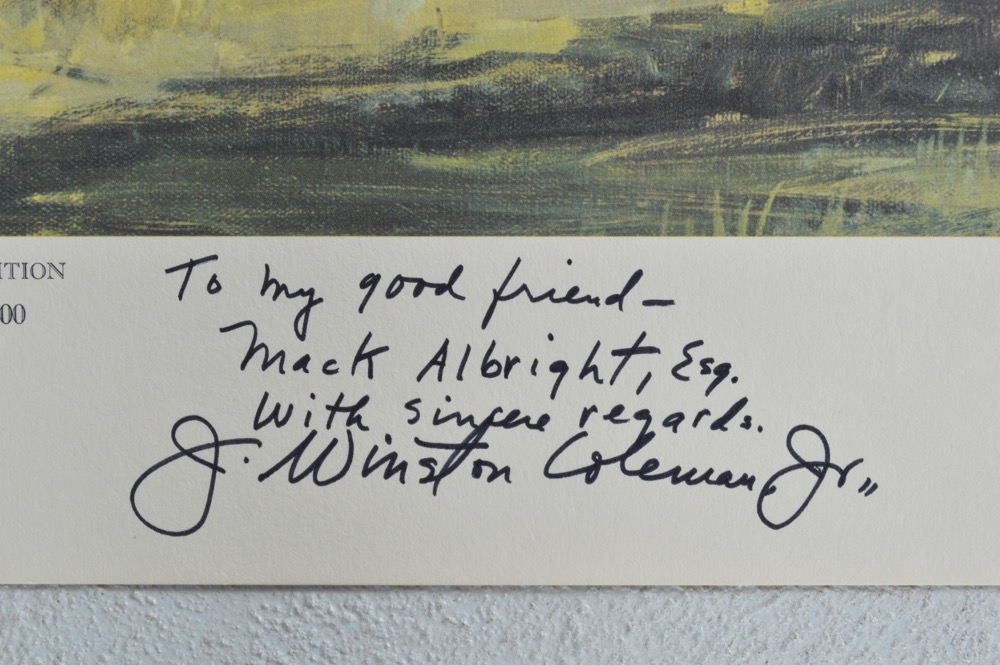 ITION
00
To my good friend–
Mack Albright, Esq.
With sincere regards.
J. Winston Coleman, Jr.,